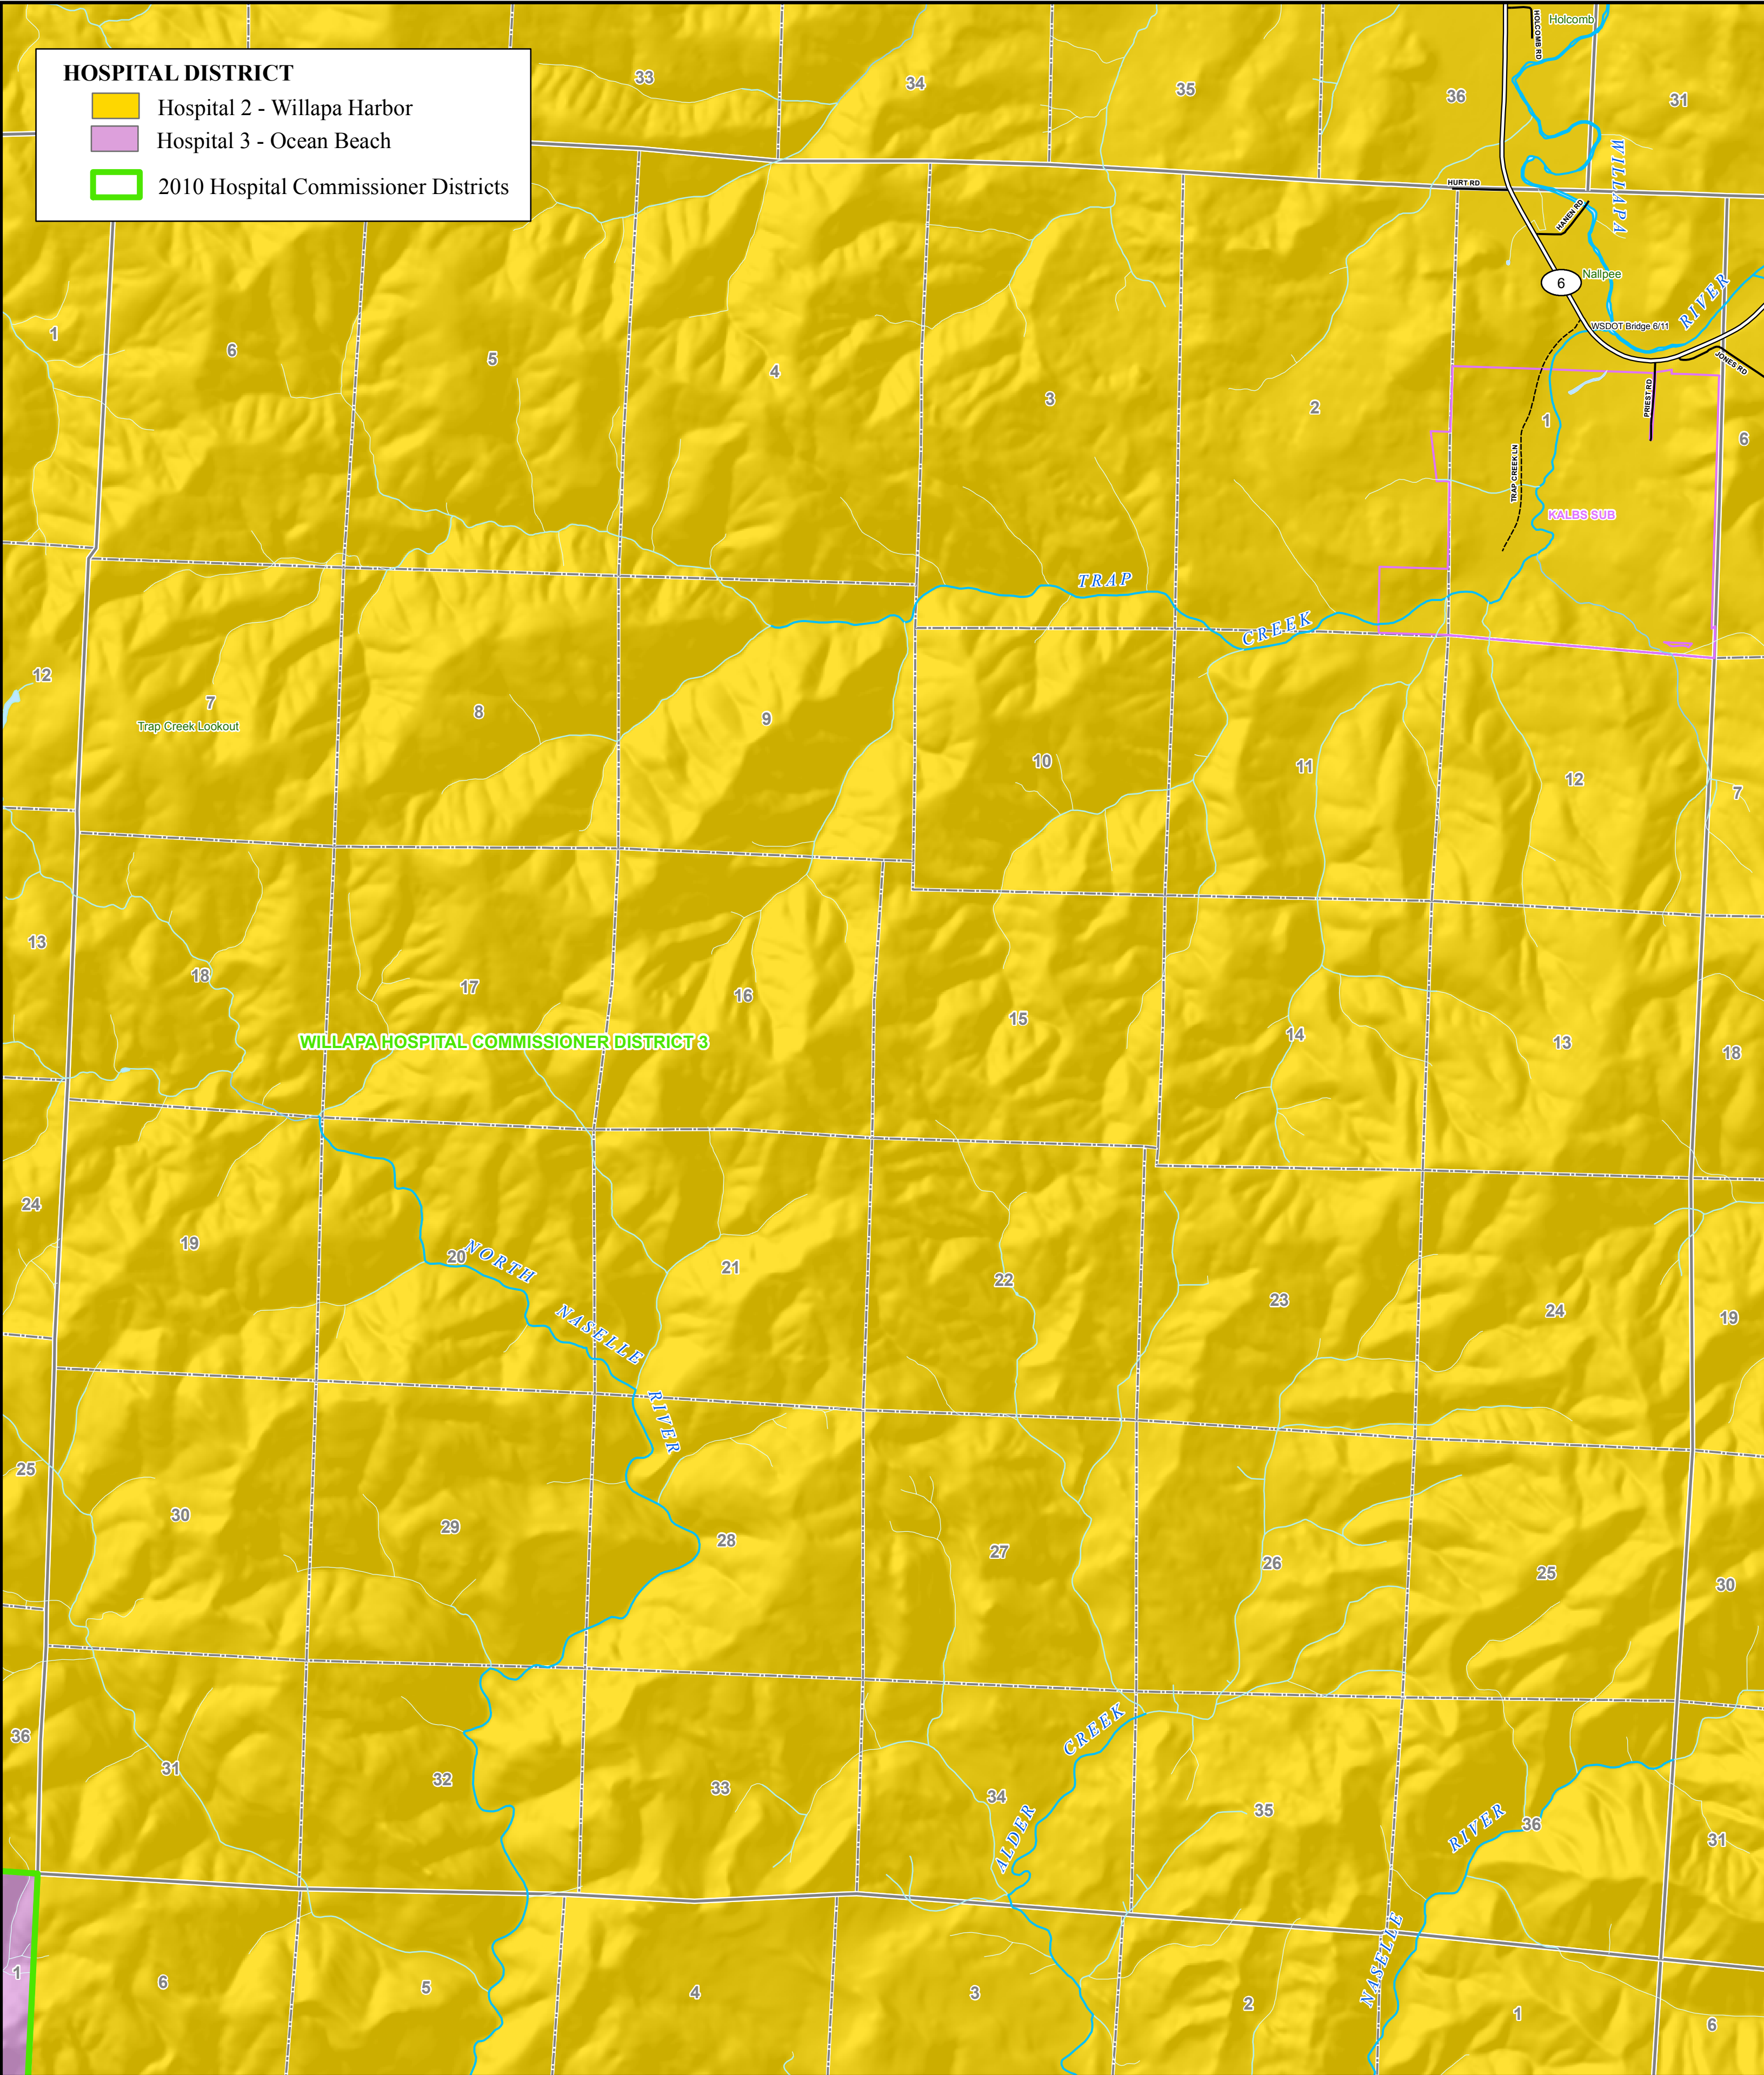 HOSPITAL DISTRICT
Hospital 2 - Willapa Harbor
Hospital 3 - Ocean Beach
2010 Hospital Commissioner Districts
33
34
35
36
31
Holcomb
HOLCOMB RD
WILLAPA
RIVER
HURT RD
HANEN RD
Nallpee
6
WSDOT Bridge 6/11
JONES RD
PRIEST RD
TRAP CREEK LN
KALBS SUB
1
6
5
4
3
2
1
6
TRAP
CREEK
12
7
Trap Creek Lookout
8
9
10
11
12
7
13
18
17
16
15
14
13
18
WILLAPA HOSPITAL COMMISSIONER DISTRICT 3
24
19
20
21
22
23
24
19
NORTH
NASELLE
RIVER
25
30
29
28
27
26
25
30
36
31
32
33
34
35
36
31
CREEK
ALDER
RIVER
NASELLE
1
6
5
4
3
2
1
6